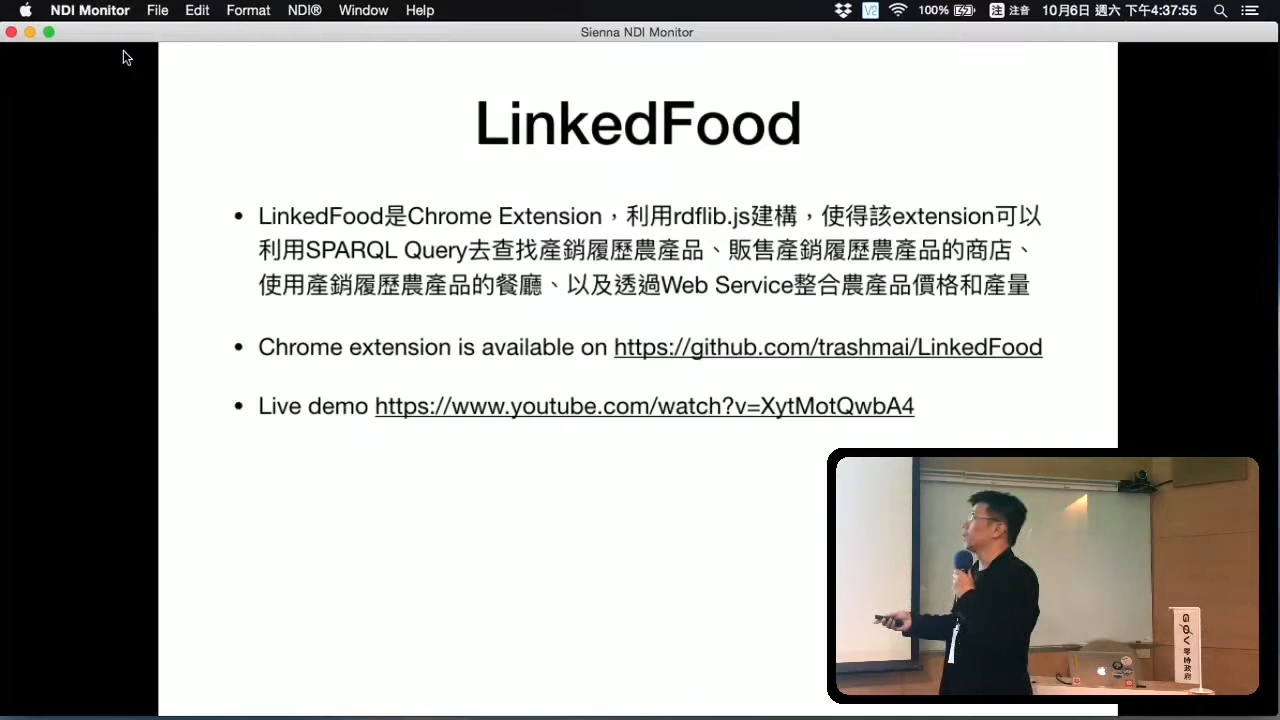 NDI Monitor File Edit Format NDI® Window Help V2 100% 注 注音 10月6日 週六 下午4:37:55
Sienna NDI Monitor
LinkedFood
• LinkedFood是Chrome Extension，利用rdflib.js建構，使得該extension可以
利用SPARQL Query去查找產銷履歷農產品、販售產銷履歷農產品的商店、
使用產銷履歷農產品的餐廳、以及透過Web Service整合農產品價格和產量
• Chrome extension is available on https://github.com/trashmai/LinkedFood
• Live demo https://www.youtube.com/watch?v=XytMotQwbA4
G0V 零時政府